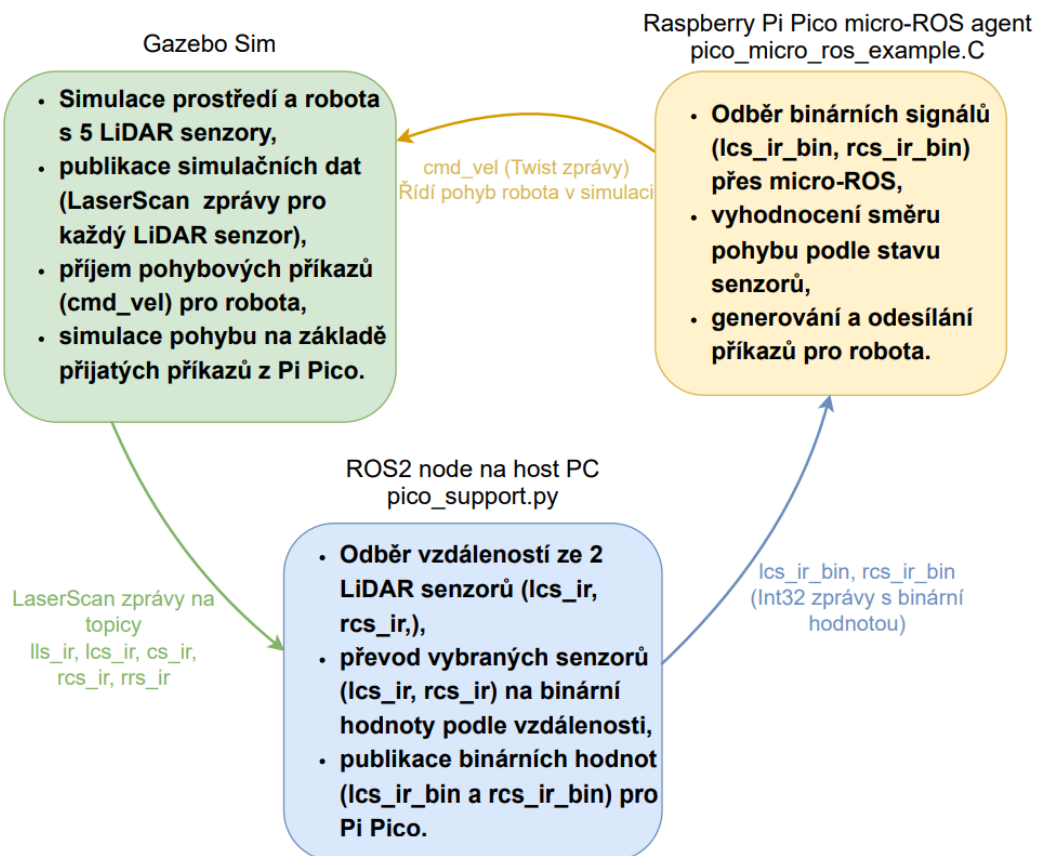 Gazebo Sim
• Simulace prostředí a robota
s 5 LiDAR senzory,
• publikace simulačních dat
(LaserScan zprávy pro
každý LiDAR senzor),
• příjem pohybových příkazů
(cmd_vel) pro robota,
• simulace pohybu na základě
přijatých příkazů z Pi Pico.
cmd_vel (Twist zprávy)
Řídí pohyb robota v simulaci
Raspberry Pi Pico micro-ROS agent
pico_micro_ros_example.C
• Odběr binárních signálů
(lcs_ir_bin, rcs_ir_bin)
přes micro-ROS,
• vyhodnocení směru
pohybu podle stavu
senzorů,
• generování a odesílání
příkazů pro robota.
LaserScan zprávy na
topicy
lls_ir, lcs_ir, cs_ir,
rcs_ir, rrs_ir
ROS2 node na host PC
pico_support.py
• Odběr vzdáleností ze 2
LiDAR senzorů (lcs_ir,
rcs_ir,),
• převod vybraných senzorů
(lcs_ir, rcs_ir) na binární
hodnoty podle vzdálenosti,
• publikace binárních hodnot
(lcs_ir_bin a rcs_ir_bin) pro
Pi Pico.
lcs_ir_bin, rcs_ir_bin
(Int32 zprávy s binární
hodnotou)